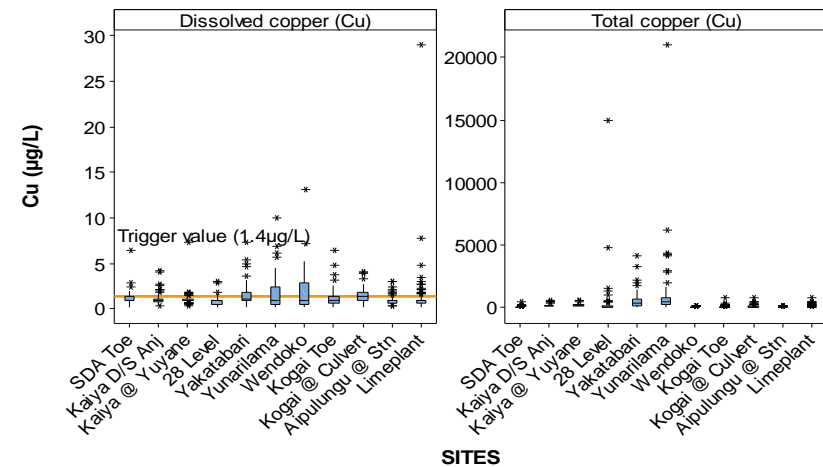 Dissolved copper (Cu)
Total copper (Cu)
Cu (µg/L)
30
25
20
15
10
5
0
Trigger value (1.4µg/L)
20000
15000
10000
5000
0
SDA Toe
Kaiya D/S Anj
Kaiya @ Yuyane
28 Level
Yakatabari
Yunarilama
Wendoko
Kogai Toe
Kogai @ Culvert
Aipulungu @ Stn
Limeplant
SDA Toe
Kaiya D/S Anj
Kaiya @ Yuyane
28 Level
Yakatabari
Yunarilama
Wendoko
Kogai Toe
Kogai @ Culvert
Aipulungu @ Stn
Limeplant
SITES